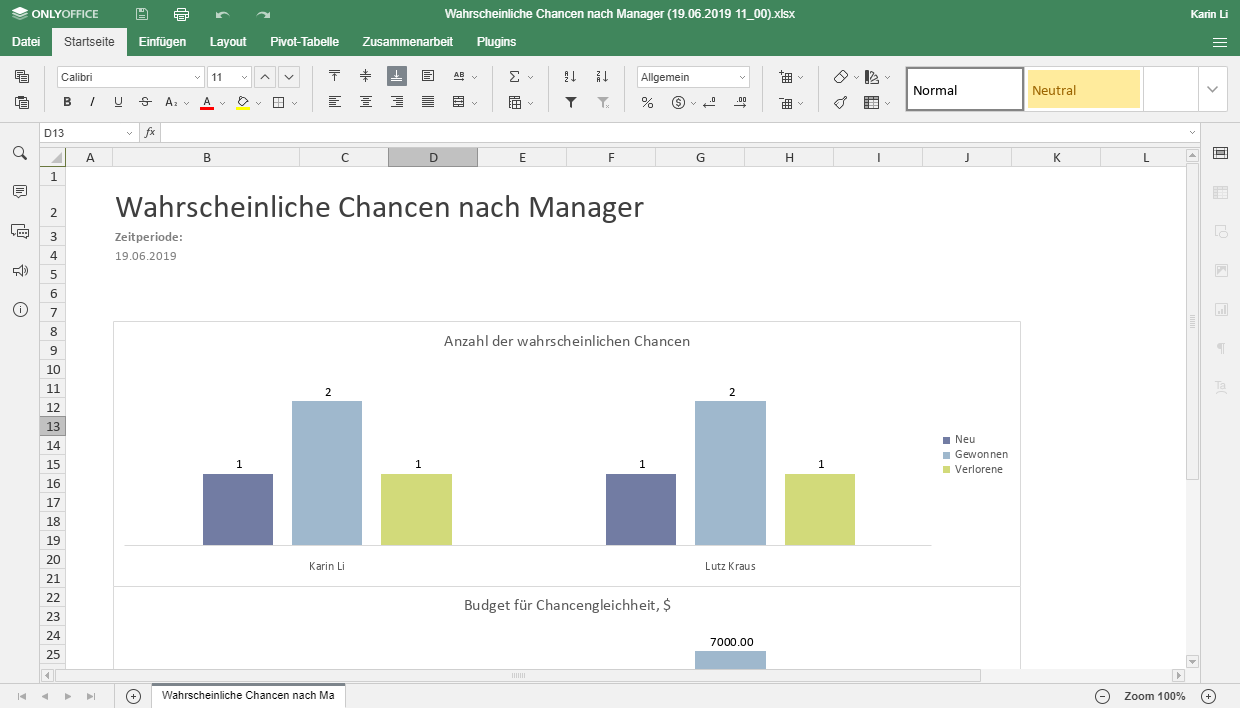 ONLYOFFICE
Wahrscheinliche Chancen nach Manager (19.06.2019 11_00).xlsx
Karin Li
Datei Startseite Einfügen Layout Pivot-Tabelle Zusammenarbeit Plugins
Calibri 11 Allgemein
Normal Neutral
D13 fx
A B C D E F G H I J K L
1
2 Wahrscheinliche Chancen nach Manager
3 Zeitperiode:
4 19.06.2019
5
6
7
8
9 Anzahl der wahrscheinlichen Chancen
10
11 2 2
12
13
14 Neu
15 1 1 1 1 Gewonnen
Verlorene
16
17
18
19
20 Karin Li Lutz Kraus
21
22
23 Budget für Chancengleichheit, $
24 7000.00
25
Wahrscheinliche Chancen nach Ma
Zoom 100%